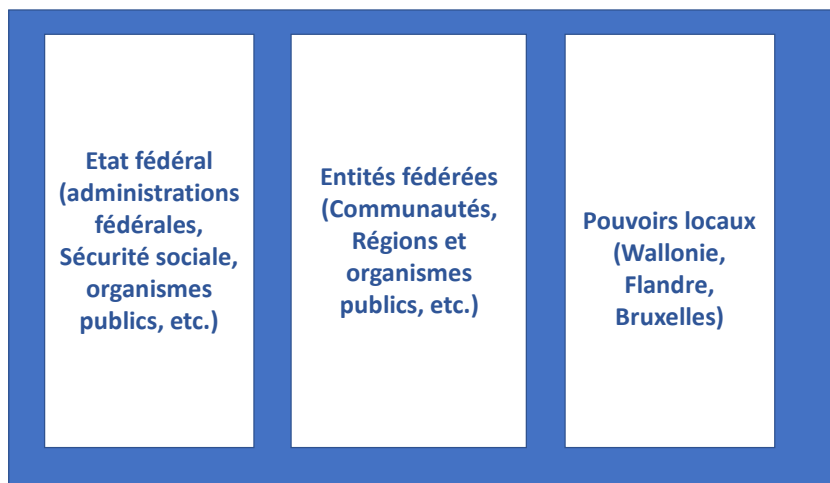 Etat fédéral
(administrations
fédérales,
Sécurité sociale,
organismes
publics, etc.)
Entités fédérées
(Communautés,
Régions et
organismes
publics, etc.)
Pouvoirs locaux
(Wallonie,
Flandre,
Bruxelles)